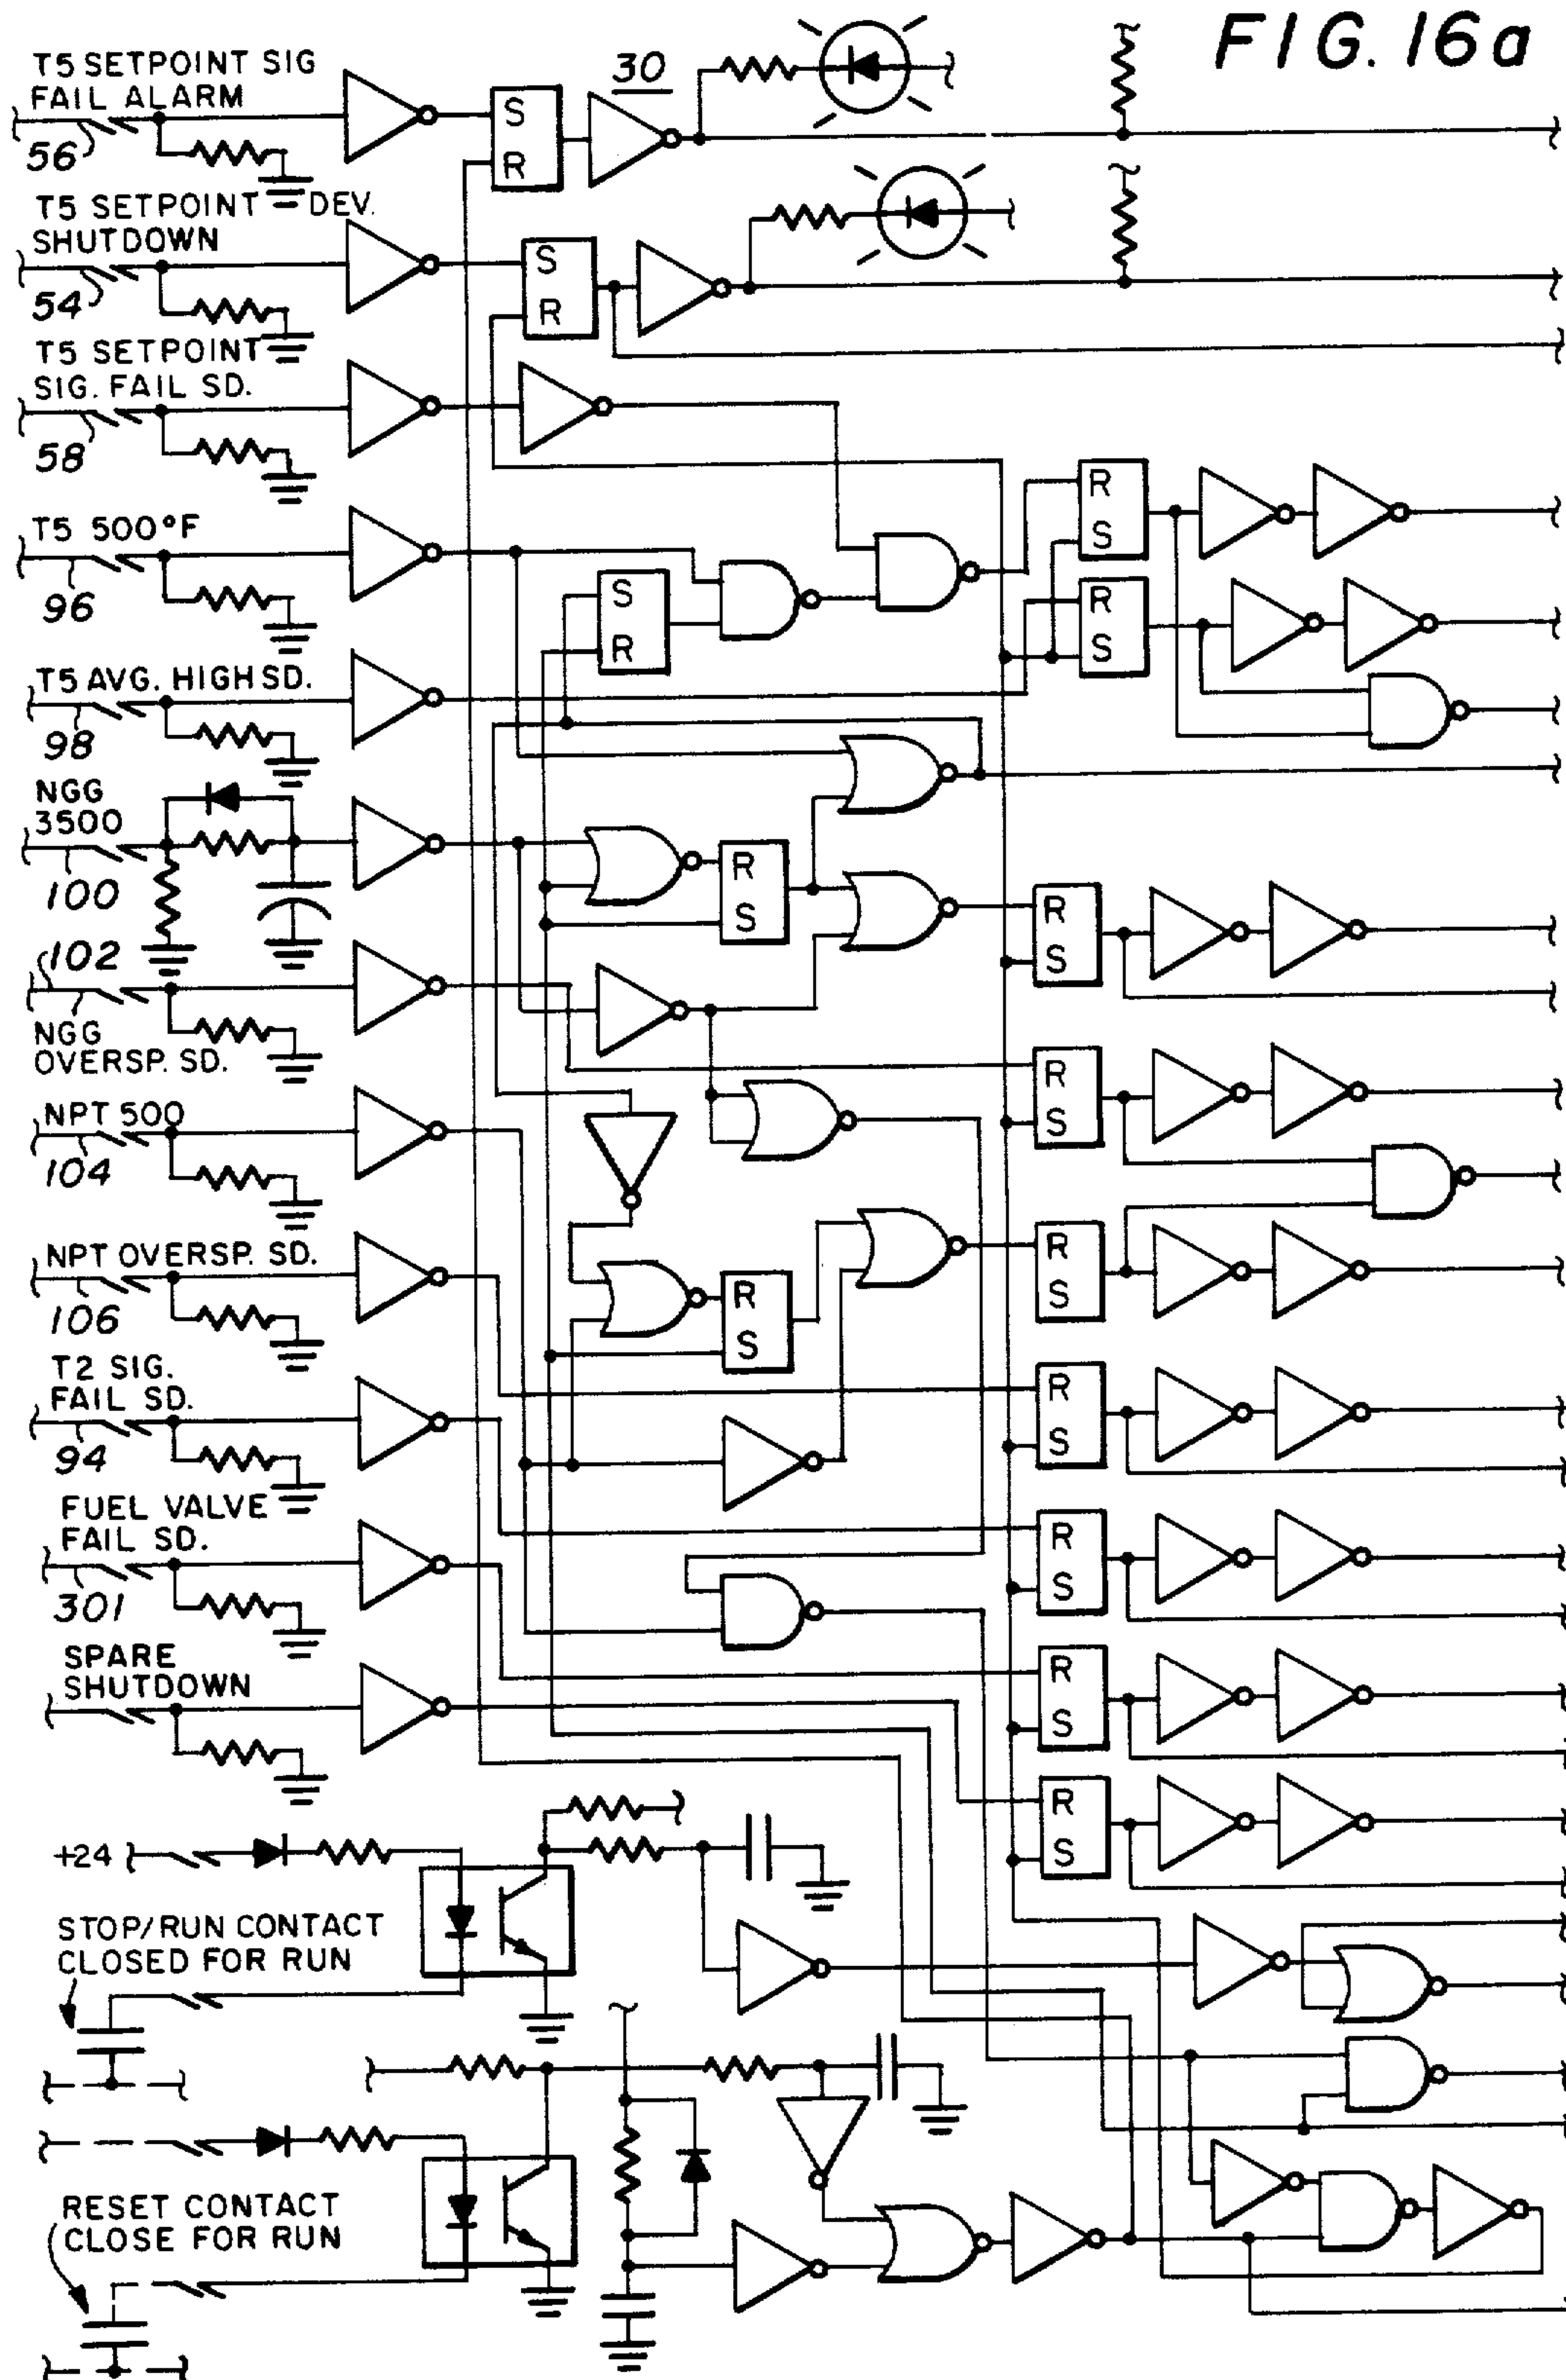 FIG. 16a
T5 SETPOINT SIG
FAIL ALARM
56
30
S
R
T5 SETPOINT DEV.
SHUTDOWN
54
S
R
T5 SETPOINT
SIG. FAIL SD.
58
R
S
T5 500°F
96
S
R
R
S
T5 AVG. HIGH SD.
98
NGG
3500
100
R
S
R
S
102
NGG
OVERSP. SD.
R
S
NPT 500
104
NPT OVERSP. SD.
106
R
S
R
S
T2 SIG.
FAIL SD.
94
R
S
FUEL VALVE
FAIL SD.
301
R
S
SPARE
SHUTDOWN
R
S
R
S
+24
STOP/RUN CONTACT
CLOSED FOR RUN
RESET CONTACT
CLOSE FOR RUN